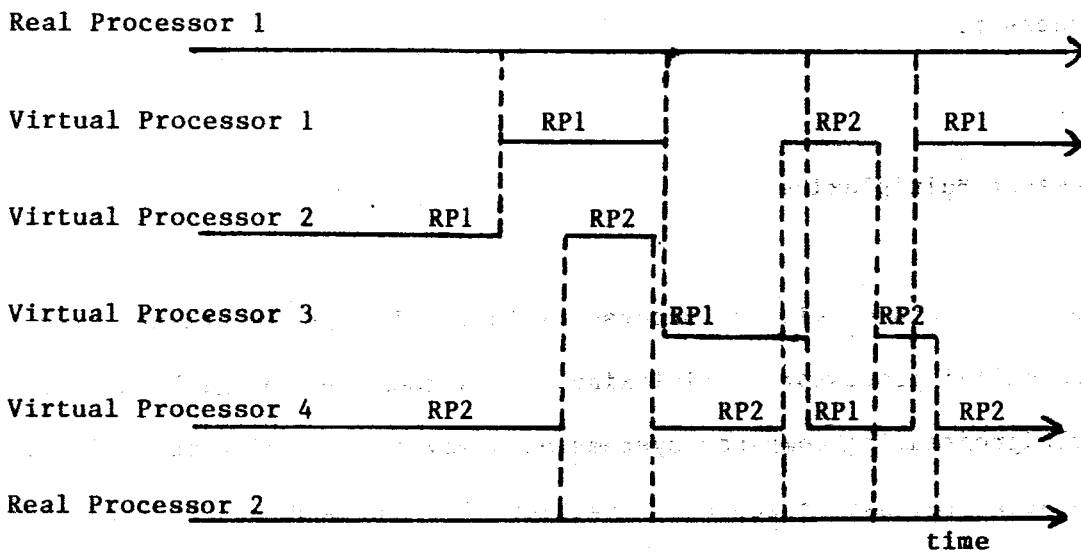 Real Processor 1
Virtual Processor 1 RP1 RP2 RP1
Virtual Processor 2 RP1 RP2
Virtual Processor 3 RP1 RP2
Virtual Processor 4 RP2 RP2 RP1 RP2
Real Processor 2
time